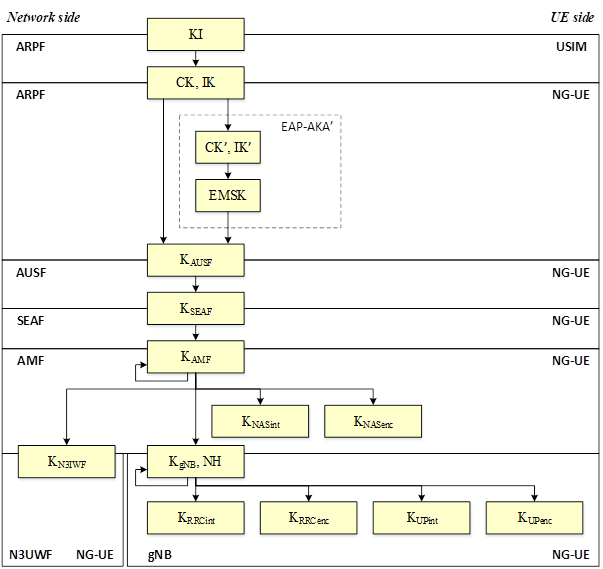 Network side UE side
KI
ARPF USIM
CK, IK
ARPF NG-UE
EAP-AKA′
CK′, IK′
EMSK
KAUSF
AUSF NG-UE
KSEAF
SEAF NG-UE
KAMF
AMF NG-UE
KNASint KNASenc
KN3IWF KgNB, NH
KRRCint KRRCenc KUPint KUPenc
N3UWF NG-UE gNB NG-UE